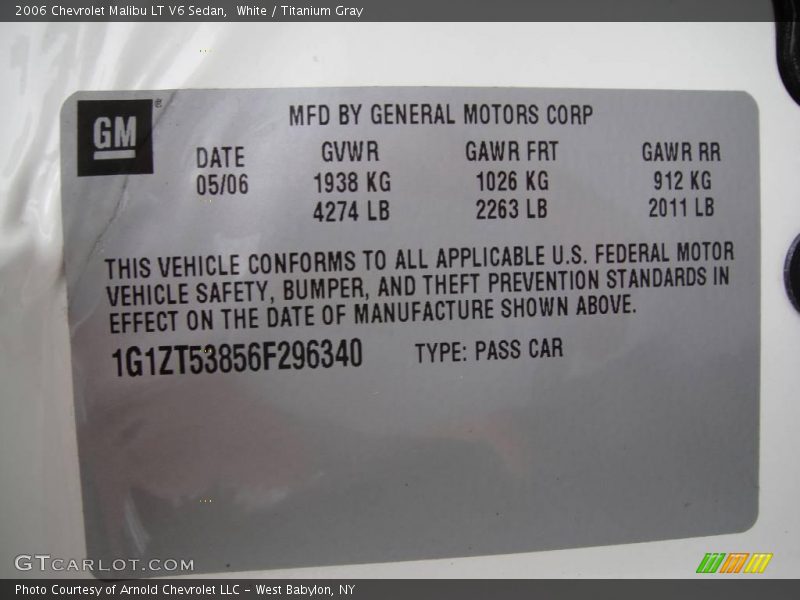 2006 Chevrolet Malibu LT V6 Sedan,  White / Titanium Gray
GM ®
MFD BY GENERAL MOTORS CORP
DATE GVWR GAWR FRT GAWR RR
05/06 1938 KG 1026 KG 912 KG
4274 LB 2263 LB 2011 LB
THIS VEHICLE CONFORMS TO ALL APPLICABLE U.S. FEDERAL MOTOR
VEHICLE SAFETY, BUMPER, AND THEFT PREVENTION STANDARDS IN
EFFECT ON THE DATE OF MANUFACTURE SHOWN ABOVE.
1G1ZT53856F296340 TYPE: PASS CAR
GTCARLOT.COM
Photo Courtesy of Arnold Chevrolet LLC - West Babylon, NY